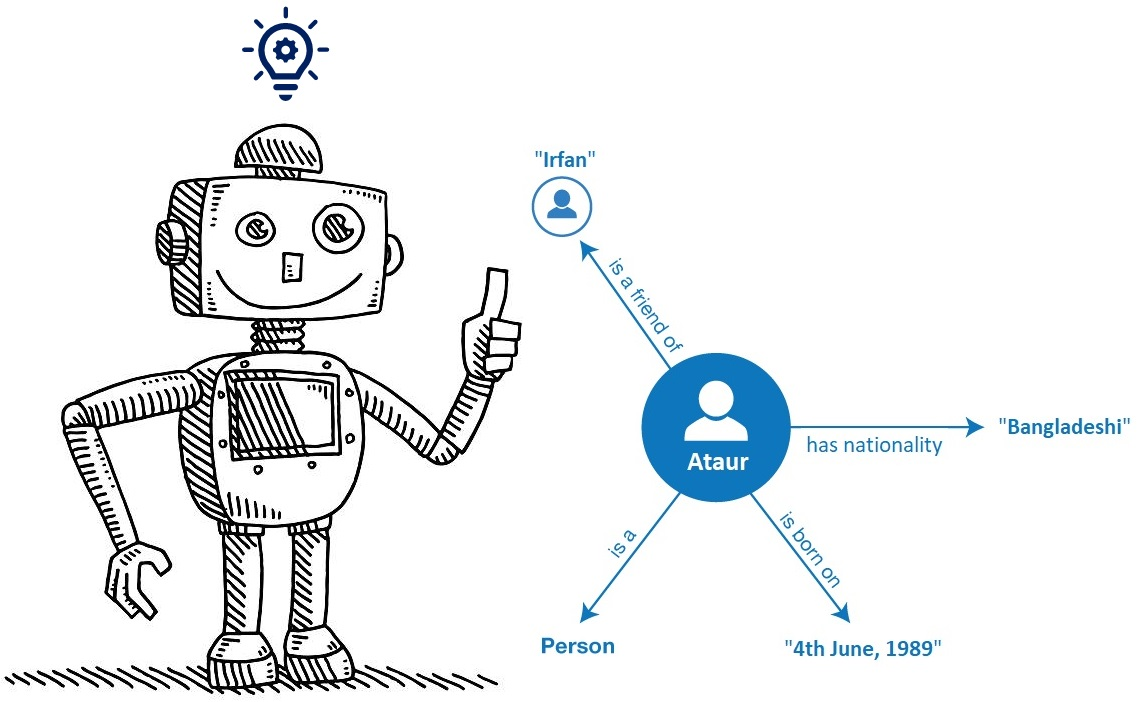 "Irfan"
is a friend of
Ataur
has nationality
"Bangladeshi"
is a
is born on
Person
"4th June, 1989"